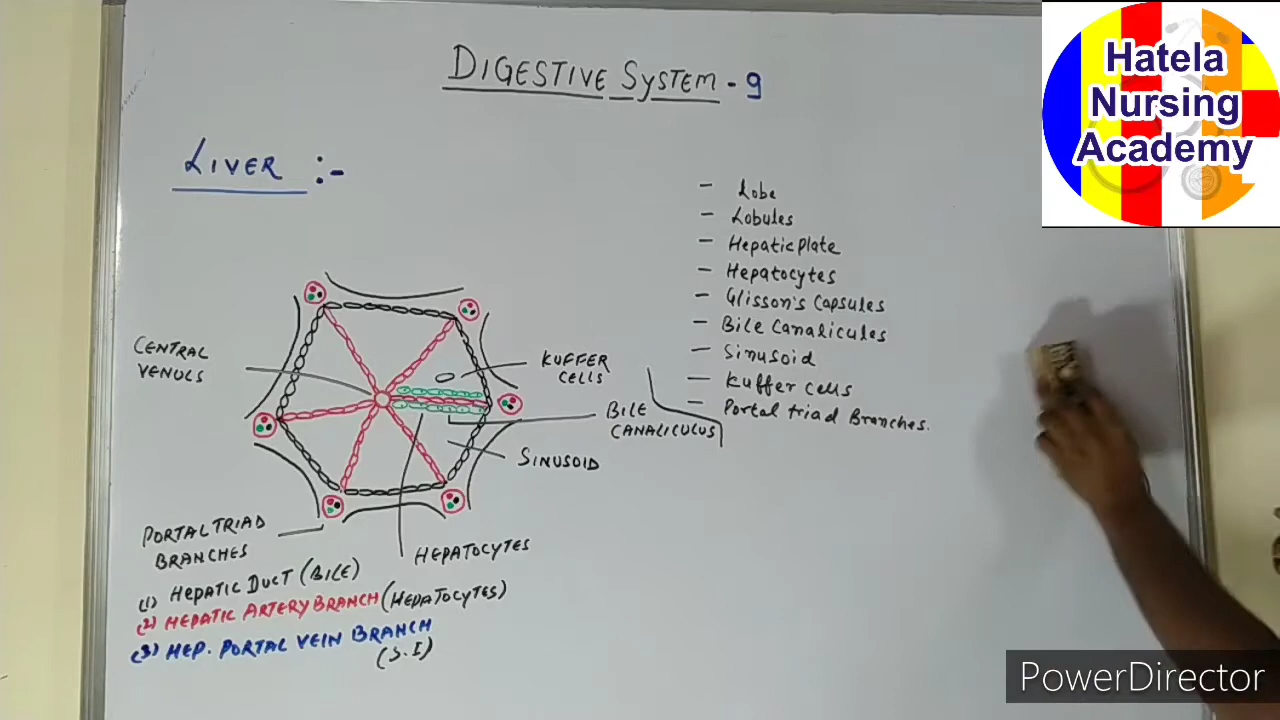 DIGESTIVE SYSTEM - 9
Hatela
Nursing
Academy
LIVER :-
- Lobe
- Lobules
- Hepatic Plate
- Hepatocytes
- Glisson's Capsules
- Bile Canalicules
- Sinusoid
- Kuffer cells
- Portal triad Branches.
CENTRAL
VENULS
KUFFER
CELLS
BILE
CANALICULUS
SINUSOID
HEPATOCYTES
PORTAL TRIAD
BRANCHES
(1) HEPATIC DUCT (BILE)
(2) HEPATIC ARTERY BRANCH (HEPATOCYTES)
(3) HEP. PORTAL VEIN BRANCH
(S.I)
PowerDirector